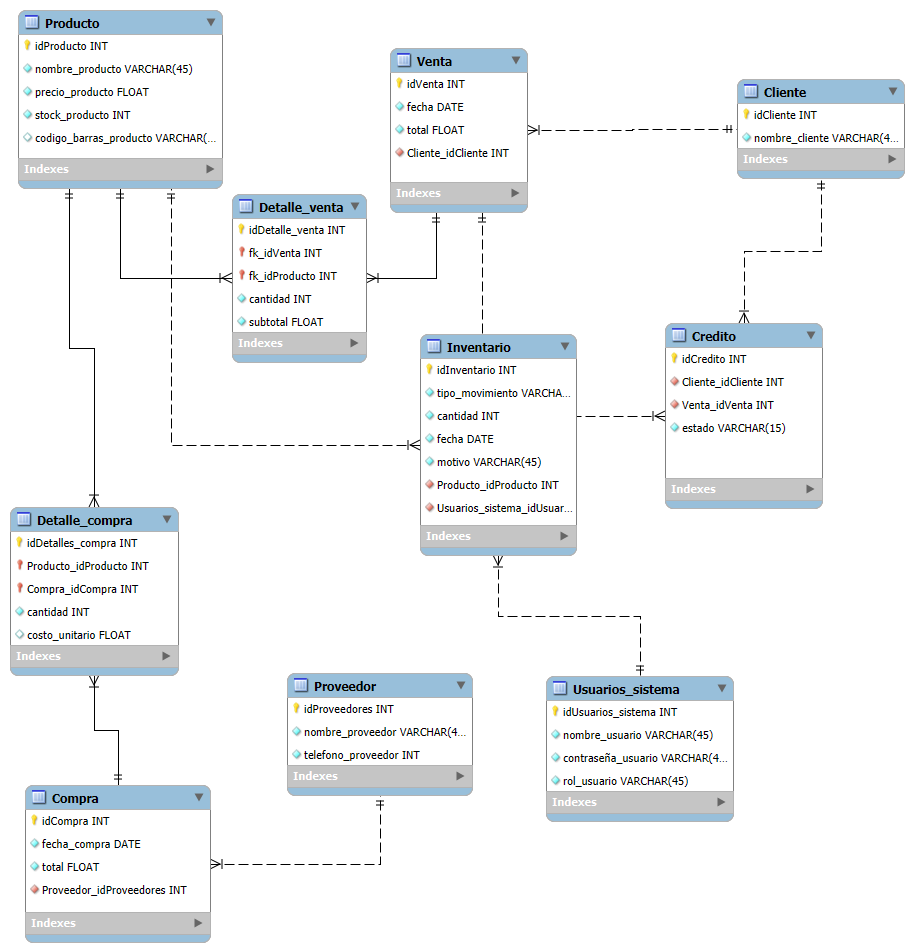 Producto
idProducto INT
nombre_producto VARCHAR(45)
precio_producto FLOAT
stock_producto INT
codigo_barras_producto VARCHAR(...
Indexes
Venta
idVenta INT
fecha DATE
total FLOAT
Cliente_idCliente INT
Indexes
Cliente
idCliente INT
nombre_cliente VARCHAR(4...
Indexes
Detalle_venta
idDetalle_venta INT
fk_idVenta INT
fk_idProducto INT
cantidad INT
subtotal FLOAT
Indexes
Inventario
idInventario INT
tipo_movimiento VARCHA...
cantidad INT
fecha DATE
motivo VARCHAR(45)
Producto_idProducto INT
Usuarios_sistema_idUsuar...
Indexes
Credito
idCredito INT
Cliente_idCliente INT
Venta_idVenta INT
estado VARCHAR(15)
Indexes
Detalle_compra
idDetalles_compra INT
Producto_idProducto INT
Compra_idCompra INT
cantidad INT
costo_unitario FLOAT
Indexes
Proveedor
idProveedores INT
nombre_proveedor VARCHAR(4...
telefono_proveedor INT
Indexes
Usuarios_sistema
idUsuarios_sistema INT
nombre_usuario VARCHAR(45)
contraseña_usuario VARCHAR(4...
rol_usuario VARCHAR(45)
Indexes
Compra
idCompra INT
fecha_compra DATE
total FLOAT
Proveedor_idProveedores INT
Indexes